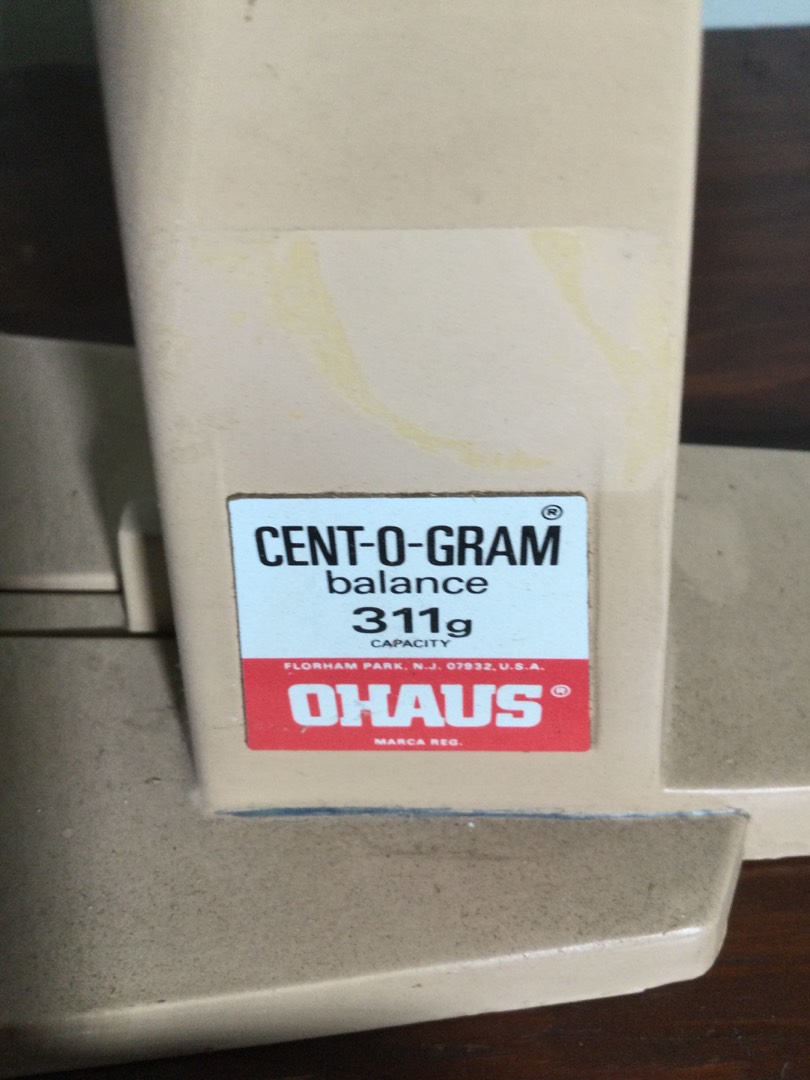 CENT-O-GRAM®
balance
311g
CAPACITY
FLORHAM PARK, N.J. 07932, U.S.A.
OHAUS®
MARCA REG.